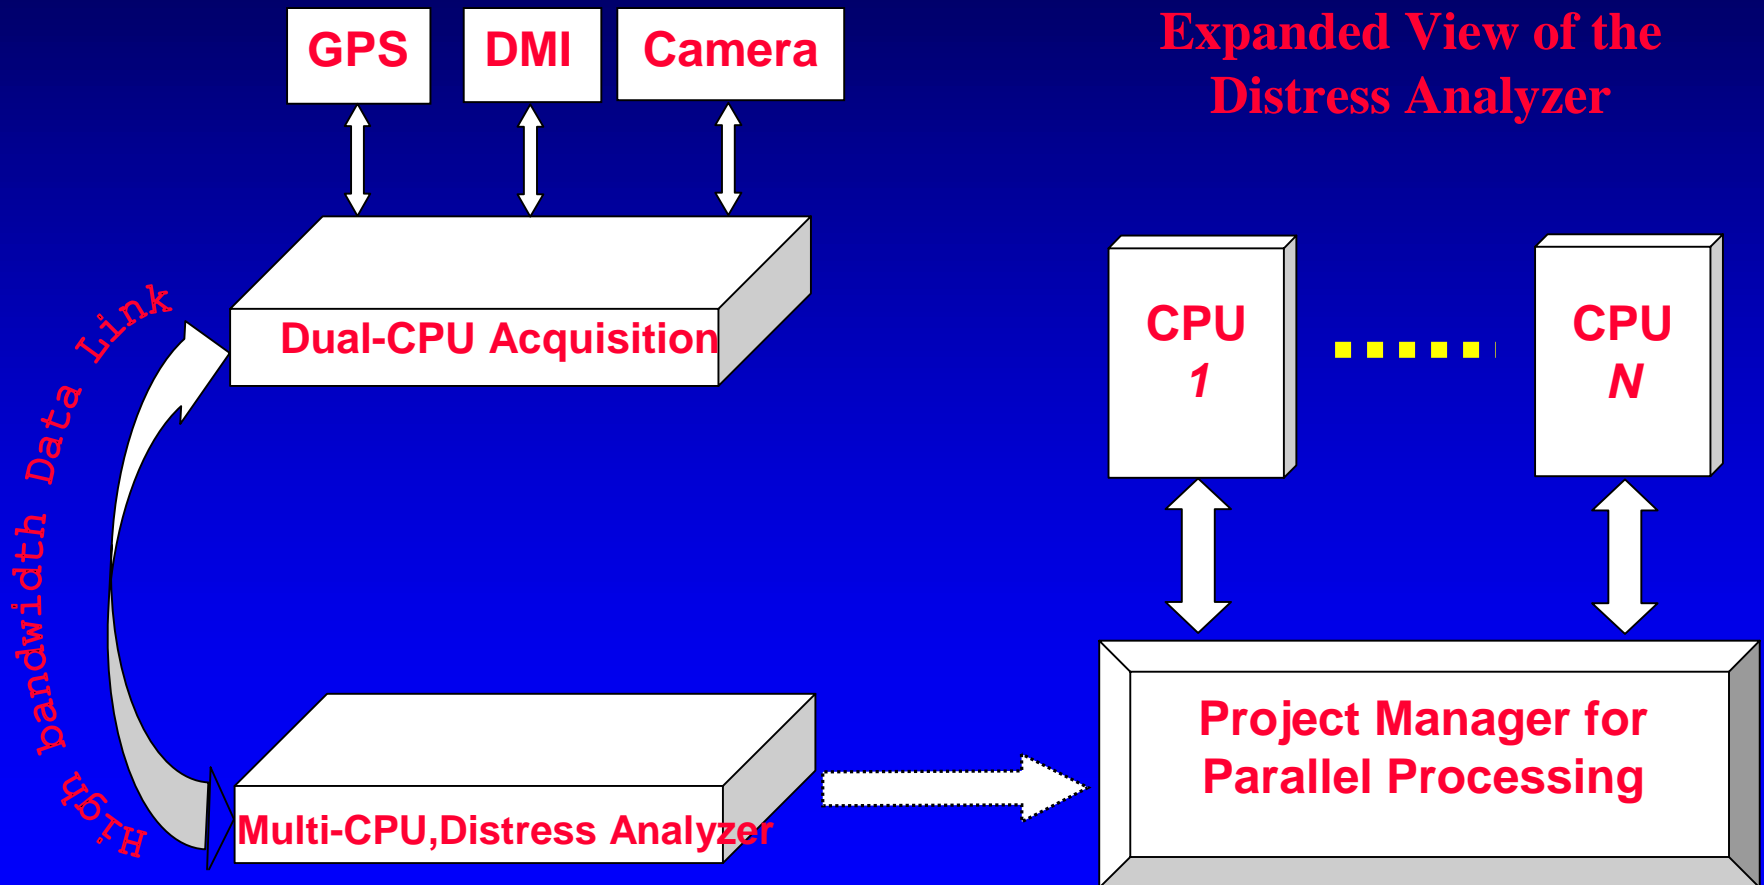 GPS
DMI
Camera
Expanded View of the
Distress Analyzer
High bandwidth Data Link
Dual-CPU Acquisition
CPU
1
CPU
N
Multi-CPU,Distress Analyzer
Project Manager for
Parallel Processing